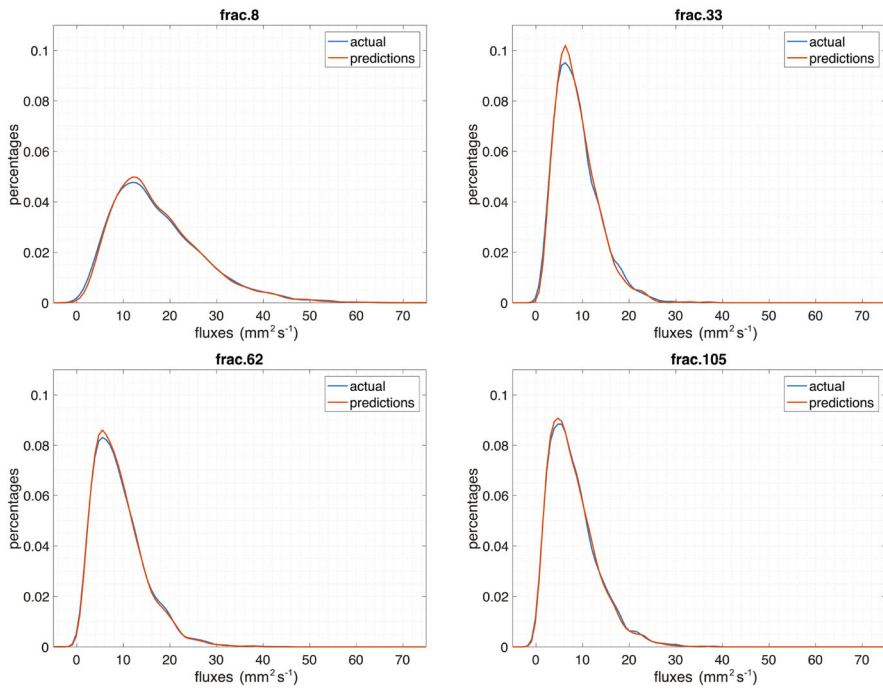 frac.8
actual
predictions
0.1
0.08
0.06
0.04
0.02
0
percentages
0 10 20 30 40 50 60 70
fluxes (mm² s⁻¹)
frac.33
actual
predictions
0.1
0.08
0.06
0.04
0.02
0
percentages
0 10 20 30 40 50 60 70
fluxes (mm² s⁻¹)
frac.62
actual
predictions
0.1
0.08
0.06
0.04
0.02
0
percentages
0 10 20 30 40 50 60 70
fluxes (mm² s⁻¹)
frac.105
actual
predictions
0.1
0.08
0.06
0.04
0.02
0
percentages
0 10 20 30 40 50 60 70
fluxes (mm² s⁻¹)